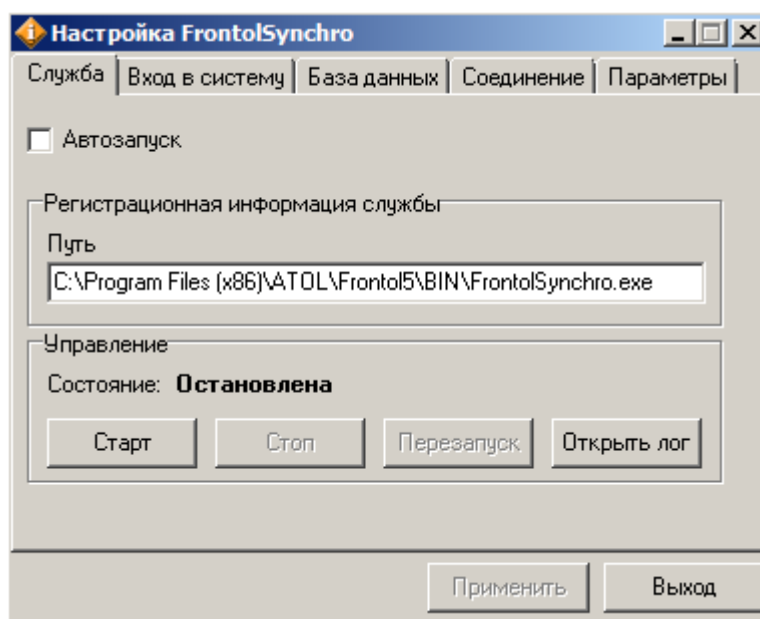 Настройка FrontolSynchro
Служба Вход в систему База данных Соединение Параметры
Автозапуск
Регистрационная информация службы
Путь
C:\Program Files (x86)\ATOL\Frontol5\BIN\FrontolSynchro.exe
Управление
Состояние: Остановлена
Старт Стоп Перезапуск Открыть лог
Применить Выход